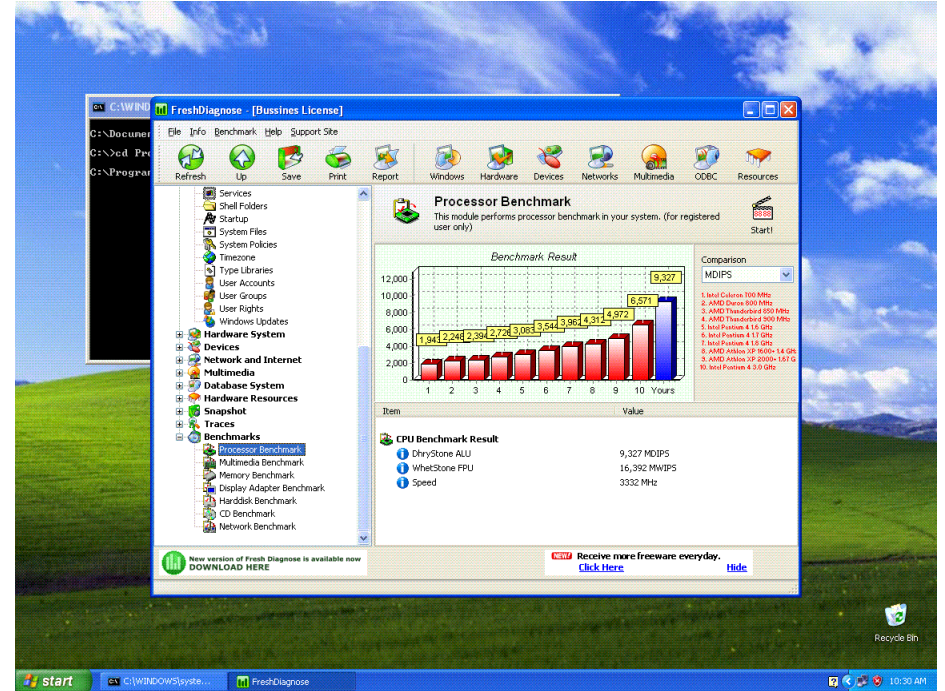 C:\WIND
FreshDiagnose - [Bussines License]
C:\Documen
C:\>cd Pro
C:\Program
File Info Benchmark Help Support Site
Refresh Up Save Print Report Windows Hardware Devices Networks Multimedia ODBC Resources
Services
Shell Folders
Startup
System Files
System Policies
Timezone
Type Libraries
User Accounts
User Groups
User Rights
Windows Updates
Hardware System
Devices
Network and Internet
Multimedia
Database System
Hardware Resources
Snapshot
Traces
Benchmarks
Processor Benchmark
Multimedia Benchmark
Memory Benchmark
Display Adapter Benchmark
Harddisk Benchmark
CD Benchmark
Network Benchmark
Processor Benchmark
This module performs processor benchmark in your system. (for registered
user only)
Start!
Benchmark Result
12,000
10,000
8,000
6,000
4,000
2,000
0
1,943 2,248 2,394 2,726 3,083 3,544 3,962 4,312 4,972 6,571 9,327
1 2 3 4 5 6 7 8 9 10 Yours
Comparison
MDIPS
1. Intel Celeron 700 MHz
2. AMD Duron 800 MHz
3. AMD Thunderbird 850 MHz
4. AMD Thunderbird 900 MHz
5. Intel Pentium 4 1.6 GHz
6. Intel Pentium 4 1.7 GHz
7. Intel Pentium 4 1.8 GHz
8. AMD Athlon XP 1600+ 1.4 GH
9. AMD Athlon XP 2000+ 1.67 G
10. Intel Pentium 4 3.0 GHz
Item Value
CPU Benchmark Result
DhryStone ALU 9,327 MDIPS
WhetStone FPU 16,392 MWIPS
Speed 3332 MHz
New version of Fresh Diagnose is available now
DOWNLOAD HERE
NEW! Receive more freeware everyday.
Click Here Hide
Recycle Bin
start C:\WINDOWS\syste... FreshDiagnose 10:30 AM